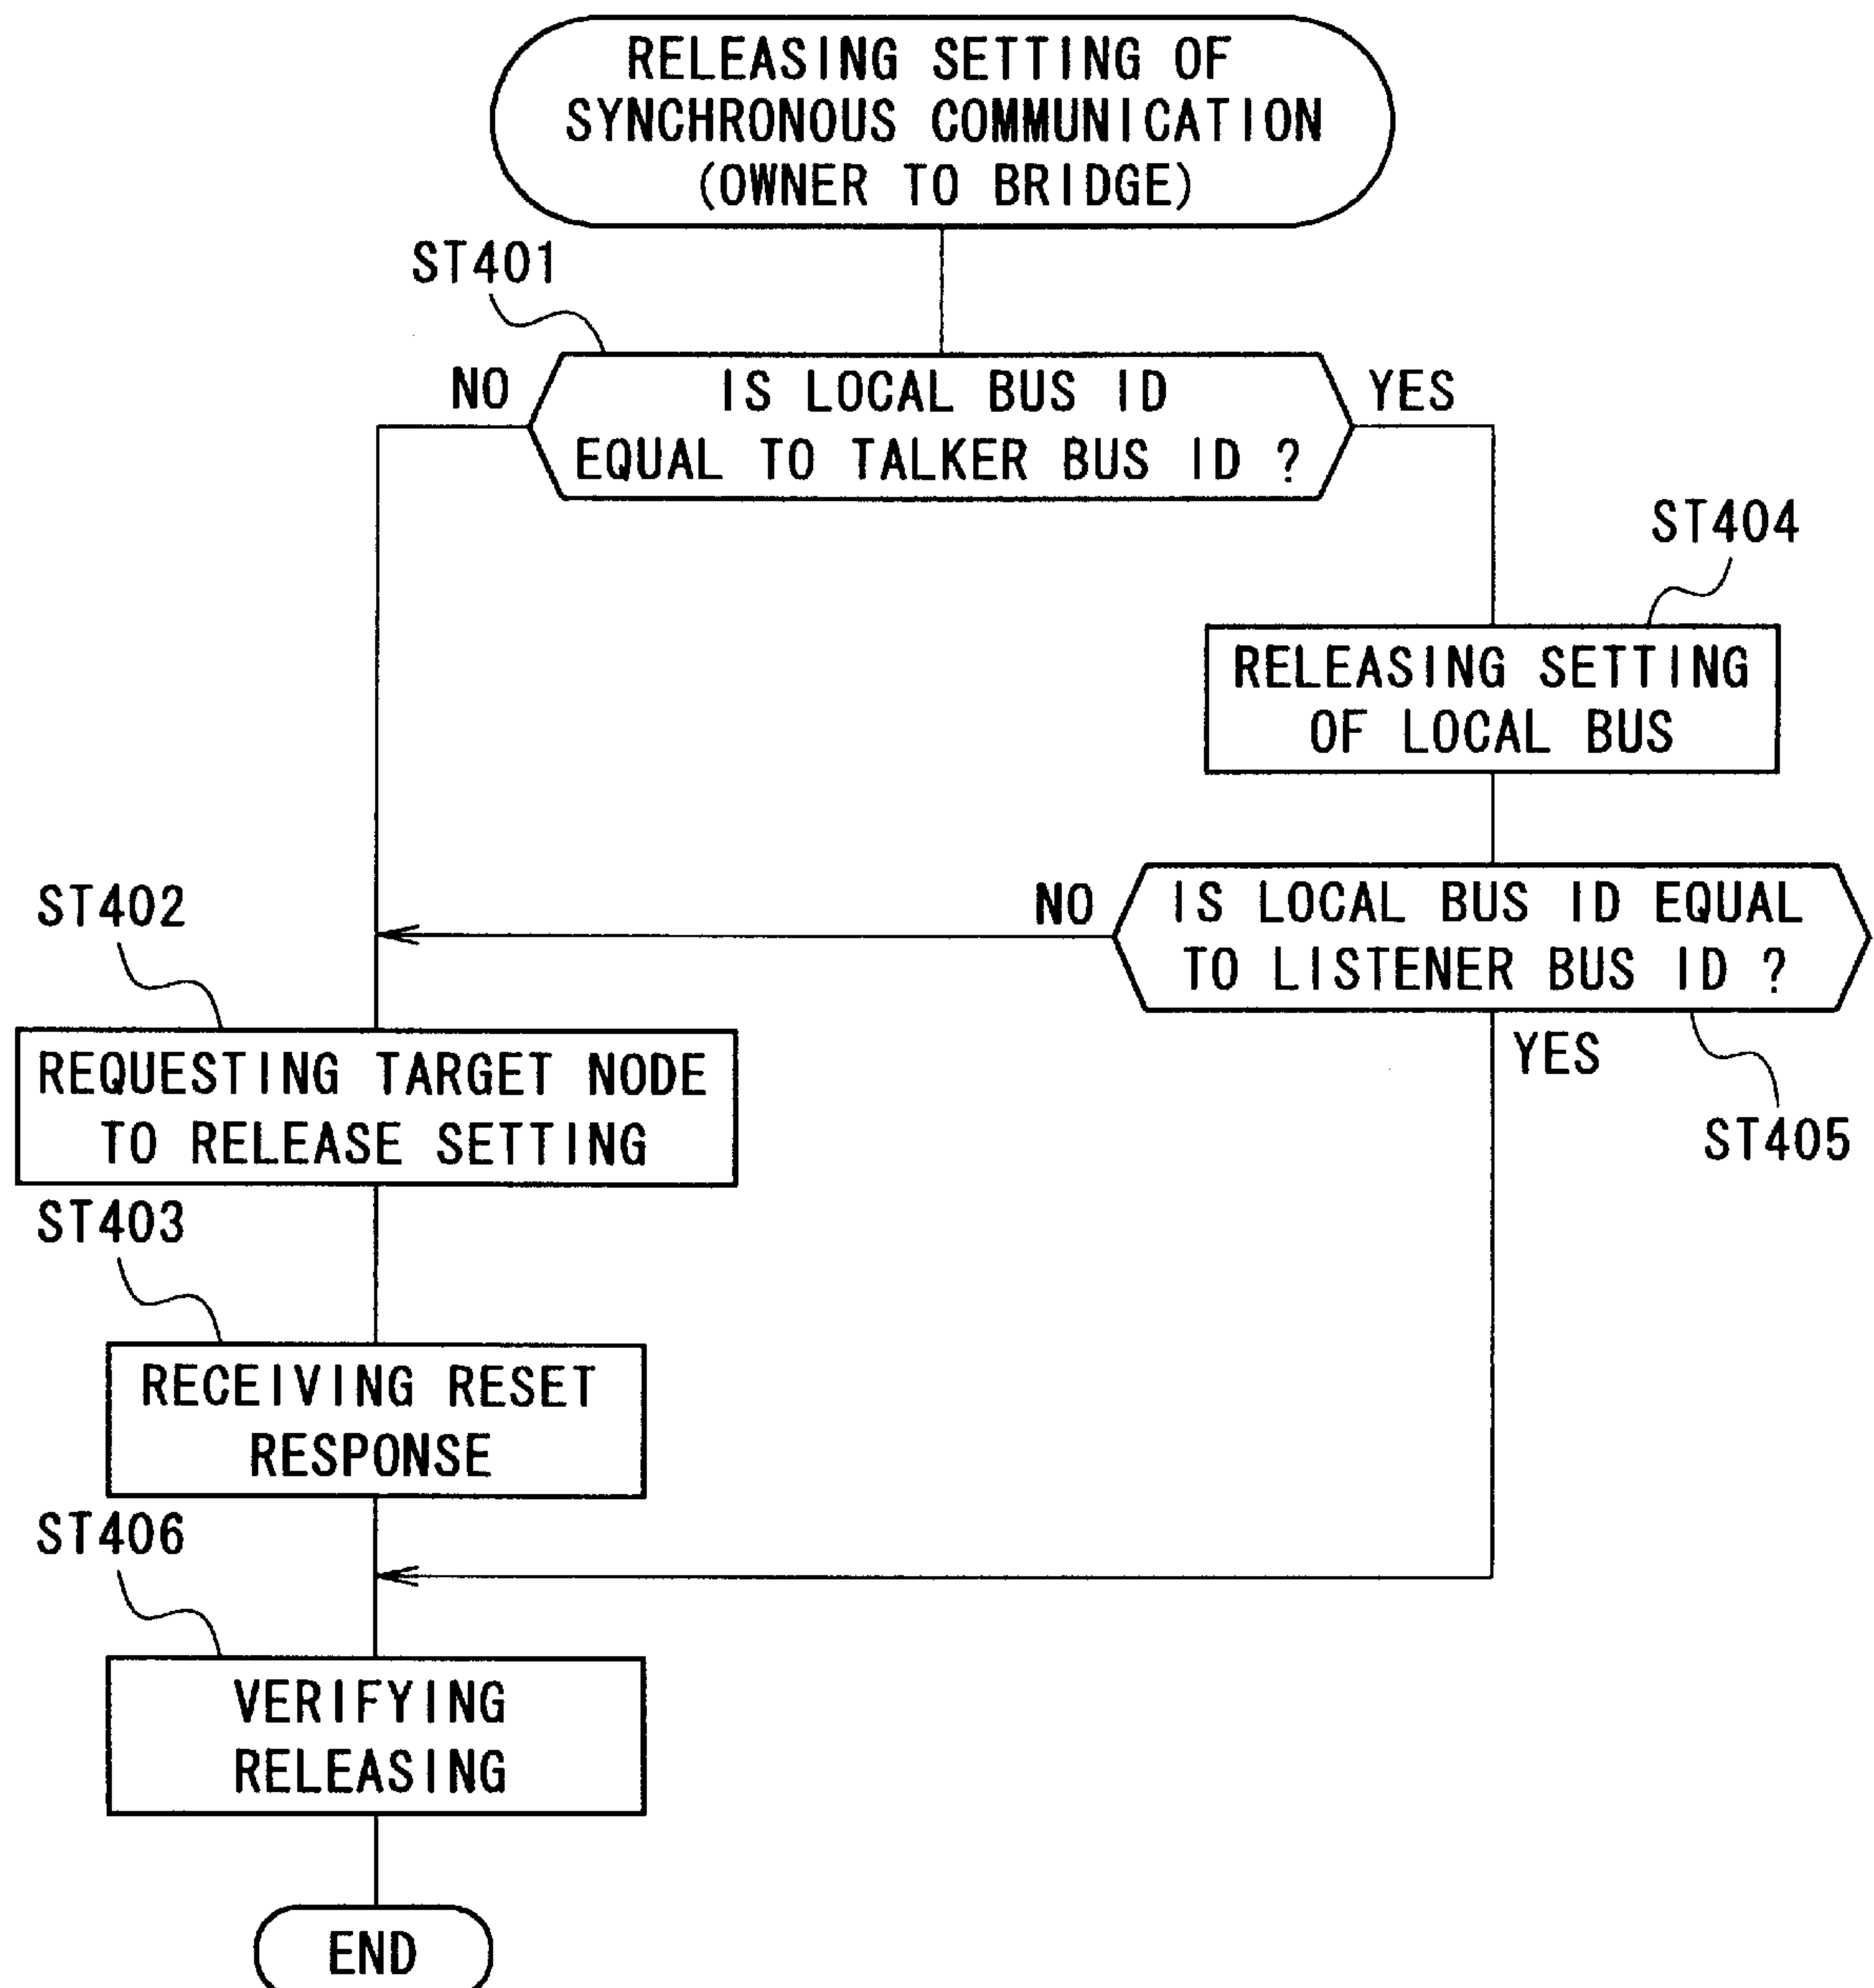 RELEASING SETTING OF
SYNCHRONOUS COMMUNICATION
(OWNER TO BRIDGE)
ST401
NO
IS LOCAL BUS ID
EQUAL TO TALKER BUS ID ?
YES
ST404
RELEASING SETTING
OF LOCAL BUS
ST402
NO
IS LOCAL BUS ID EQUAL
TO LISTENER BUS ID ?
YES
ST405
REQUESTING TARGET NODE
TO RELEASE SETTING
ST403
RECEIVING RESET
RESPONSE
ST406
VERIFYING
RELEASING
END